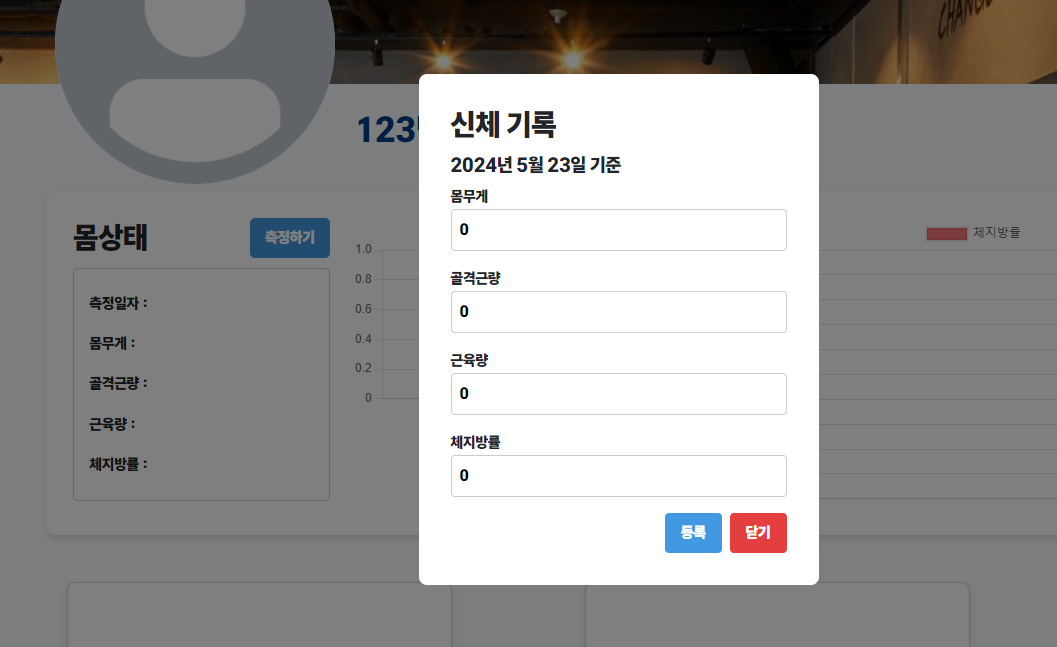 CHANG
123
신체 기록
2024년 5월 23일 기준
몸무게
0
골격근량
0
근육량
0
체지방률
0
등록 닫기
몸상태
측정하기
측정일자 :
몸무게 :
골격근량 :
근육량 :
체지방률 :
1.0
0.8
0.6
0.4
0.2
0
체지방률